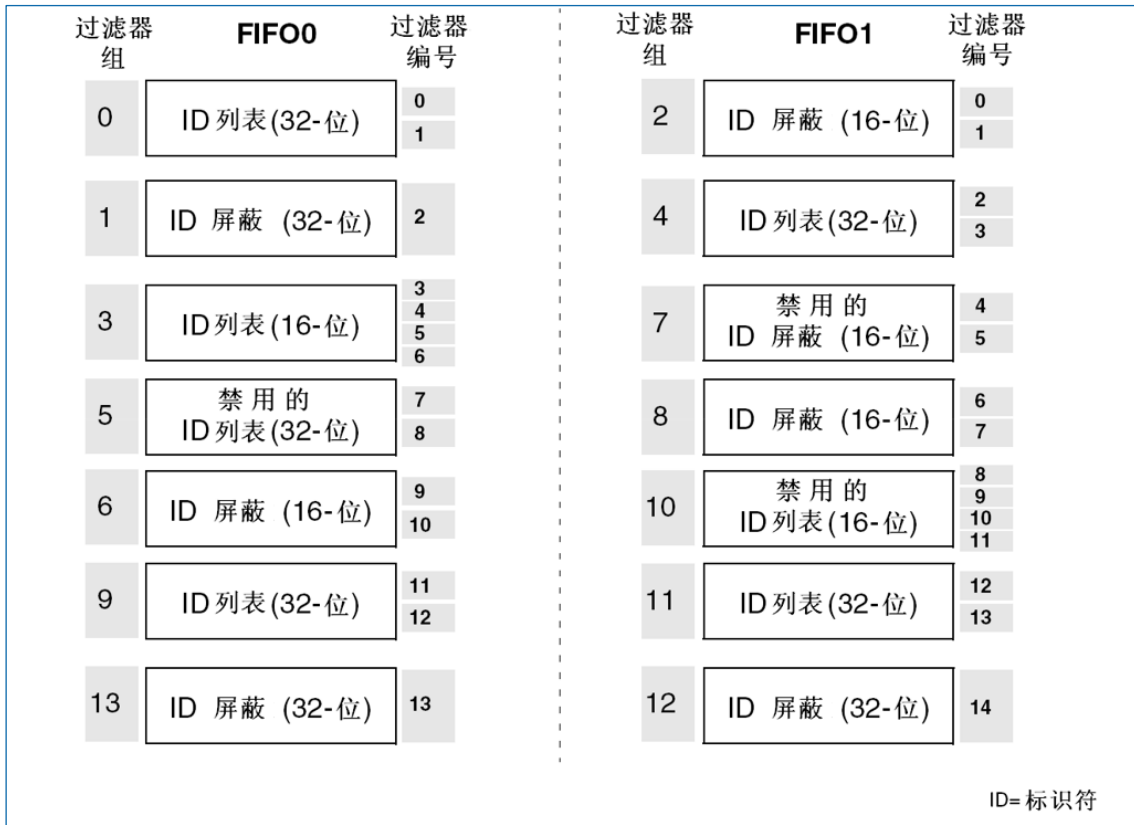 过滤器
组
FIFO0
过滤器
编号
0
ID列表(32-位)
0
1
1
ID 屏蔽 (32-位)
2
3
ID列表(16-位)
3
4
5
6
5
禁用的
ID列表(32-位)
7
8
6
ID 屏蔽 (16-位)
9
10
9
ID列表(32-位)
11
12
13
ID 屏蔽 (32-位)
13
过滤器
组
FIFO1
过滤器
编号
2
ID 屏蔽 (16-位)
0
1
4
ID列表(32-位)
2
3
7
禁用的
ID 屏蔽 (16-位)
4
5
8
ID 屏蔽 (16-位)
6
7
10
禁用的
ID列表(16-位)
8
9
10
11
11
ID列表(32-位)
12
13
12
ID 屏蔽 (32-位)
14
ID=标识符